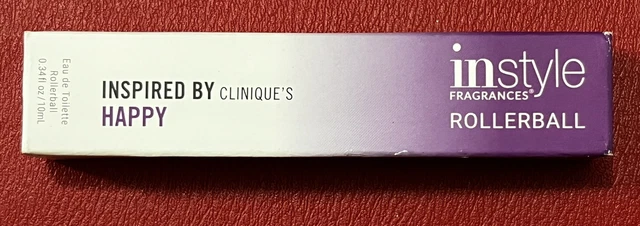 Eau de Toilette
Rollerball
0.34 fl oz / 10mL
INSPIRED BY CLINIQUE'S
HAPPY
instyle
FRAGRANCES®
ROLLERBALL